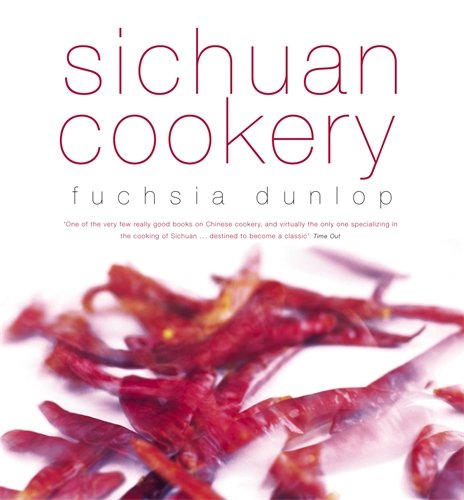 sichuan
cookery
fuchsia dunlop
'One of the very few really good books on Chinese cookery, and virtually the only one specializing in
the cooking of Sichuan ... destined to become a classic' Time Out